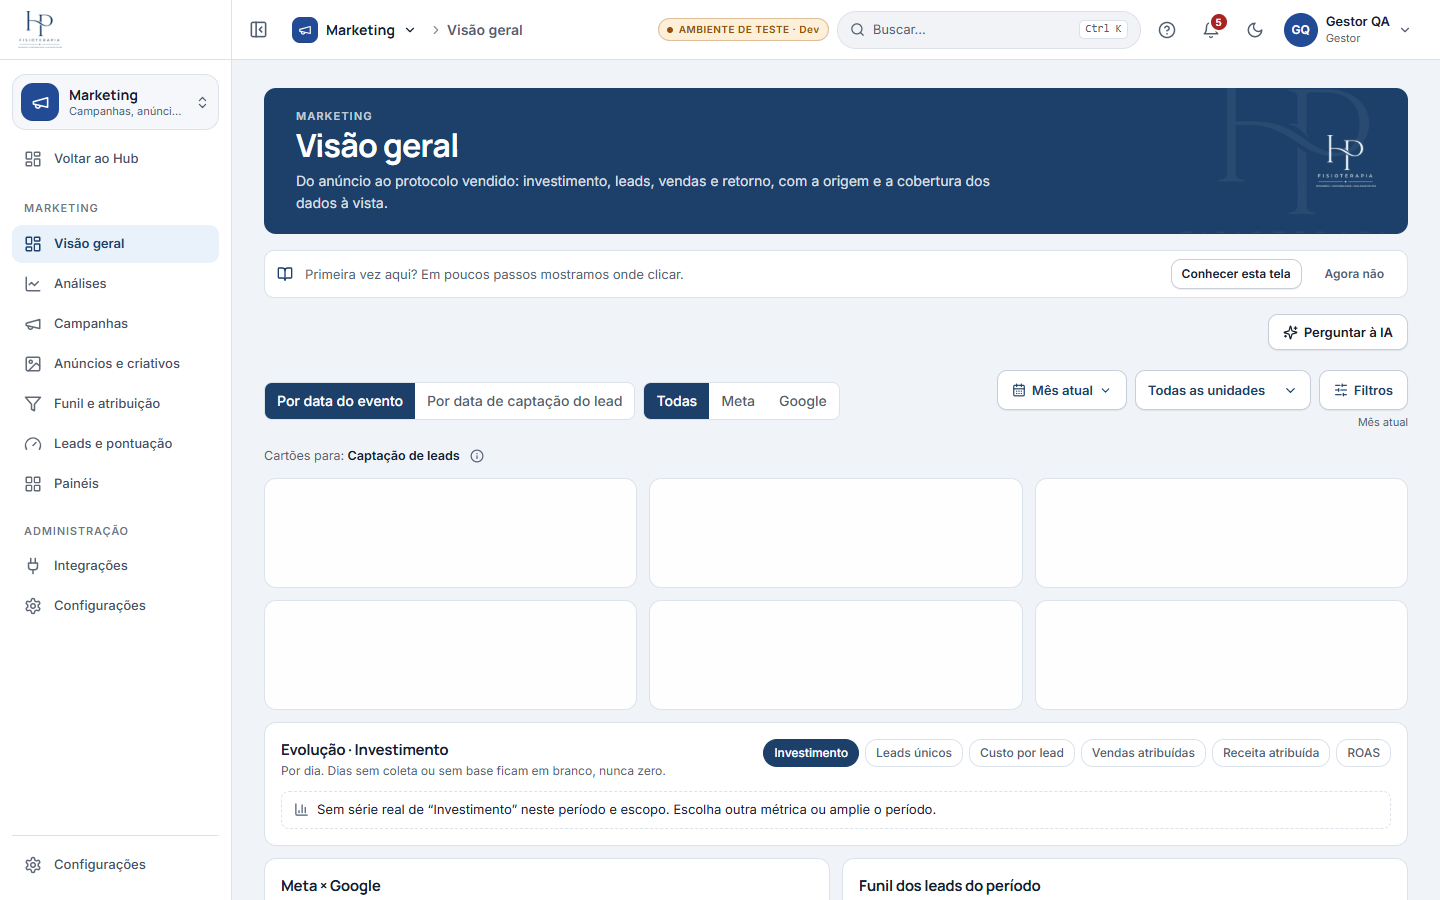 HP
FISIOTERAPIA
Marketing
Visão geral
AMBIENTE DE TESTE · Dev
Buscar...
Ctrl K
5
GQ
Gestor QA
Gestor
Marketing
Campanhas, anúnci...
Voltar ao Hub
MARKETING
Visão geral
Análises
Campanhas
Anúncios e criativos
Funil e atribuição
Leads e pontuação
Painéis
ADMINISTRAÇÃO
Integrações
Configurações
Configurações
MARKETING
Visão geral
Do anúncio ao protocolo vendido: investimento, leads, vendas e retorno, com a origem e a cobertura dos
dados à vista.
HP
FISIOTERAPIA
Primeira vez aqui? Em poucos passos mostramos onde clicar.
Conhecer esta tela
Agora não
Perguntar à IA
Por data do evento
Por data de captação do lead
Todas
Meta
Google
Mês atual
Todas as unidades
Filtros
Mês atual
Cartões para: Captação de leads
Evolução · Investimento
Por dia. Dias sem coleta ou sem base ficam em branco, nunca zero.
Investimento
Leads únicos
Custo por lead
Vendas atribuídas
Receita atribuída
ROAS
Sem série real de “Investimento” neste período e escopo. Escolha outra métrica ou amplie o período.
Meta × Google
Funil dos leads do período